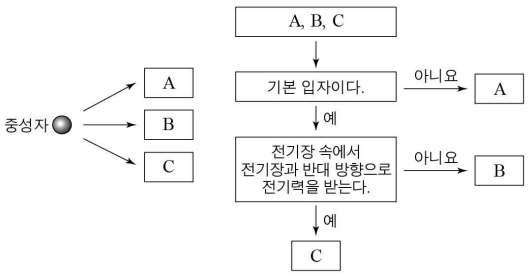 중성자
A
B
C
A, B, C
기본 입자이다.
아니요
A
예
전기장 속에서
전기장과 반대 방향으로
전기력을 받는다.
아니요
B
예
C